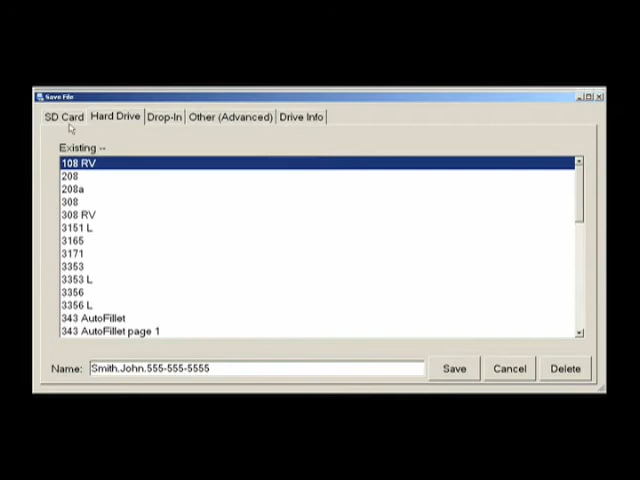 Save File
SD Card Hard Drive Drop-In Other (Advanced) Drive Info
Existing --
108 RV
208
208a
308
308 RV
3151 L
3165
3171
3353
3353 L
3356
3356 L
343 AutoFillet
343 AutoFillet page 1
Name: Smith.John.555-555-5555 Save Cancel Delete